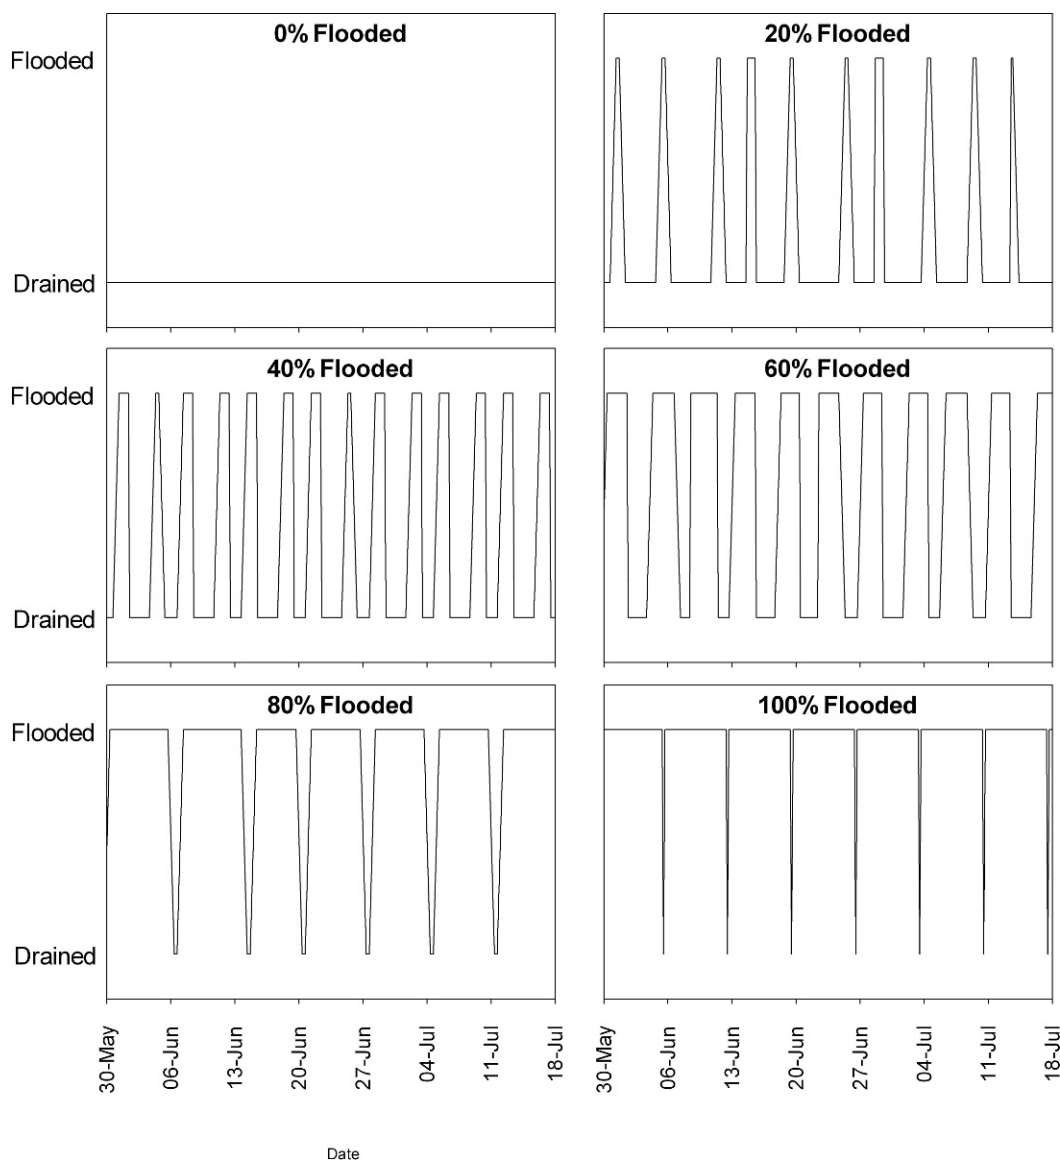 0% Flooded
20% Flooded
Flooded
Drained
40% Flooded
60% Flooded
Flooded
Drained
80% Flooded
100% Flooded
Flooded
Drained
30-May
06-Jun
13-Jun
20-Jun
27-Jun
04-Jul
11-Jul
18-Jul
30-May
06-Jun
13-Jun
20-Jun
27-Jun
04-Jul
11-Jul
18-Jul
Date